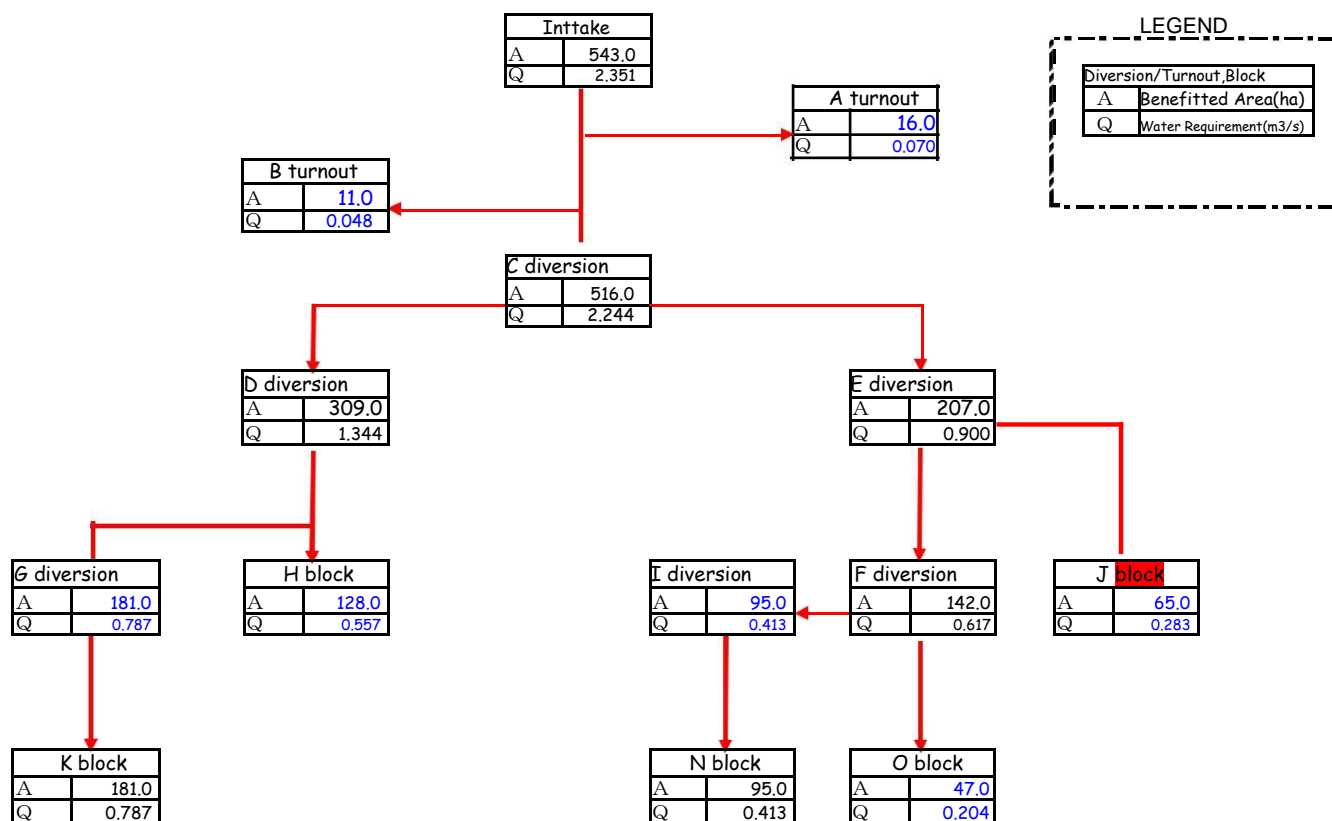 Inttake
A 543.0
Q 2.351
LEGEND
Diversion/Turnout,Block
A Benefitted Area(ha)
Q Water Requirement(m3/s)
A turnout
A 16.0
Q 0.070
B turnout
A 11.0
Q 0.048
C diversion
A 516.0
Q 2.244
D diversion
A 309.0
Q 1.344
E diversion
A 207.0
Q 0.900
G diversion
A 181.0
Q 0.787
H block
A 128.0
Q 0.557
I diversion
A 95.0
Q 0.413
F diversion
A 142.0
Q 0.617
J block
A 65.0
Q 0.283
K block
A 181.0
Q 0.787
N block
A 95.0
Q 0.413
O block
A 47.0
Q 0.204